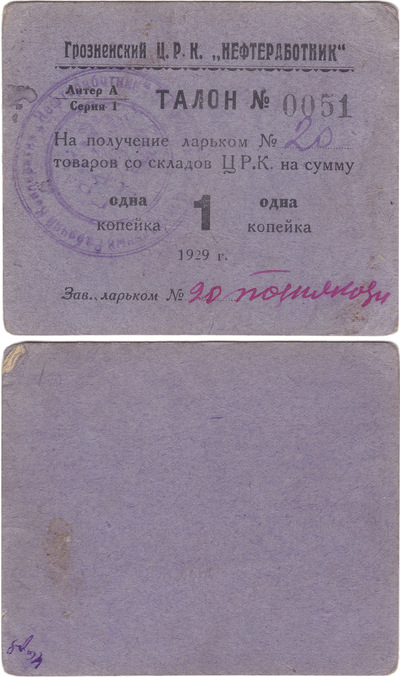 Грозненский Ц.Р.К. „НЕФТЕРАБОТНИК“
Литер А
Серия 1
ТАЛОН № 0051
На получение ларьком № 20
товаров со складов Ц.Р.К. на сумму
одна 1 одна
копейка копейка
1929 г.
Зав. ларьком № 20